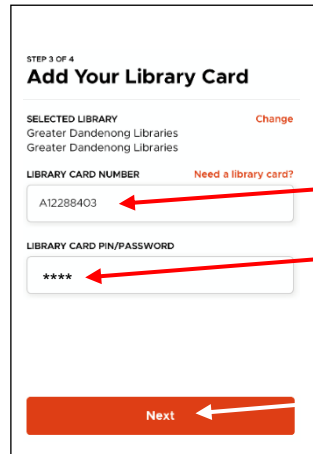 STEP 3 OF 4
Add Your Library Card
SELECTED LIBRARY Change
Greater Dandenong Libraries
Greater Dandenong Libraries
LIBRARY CARD NUMBER Need a library card?
A12288403
LIBRARY CARD PIN/PASSWORD
****
Next